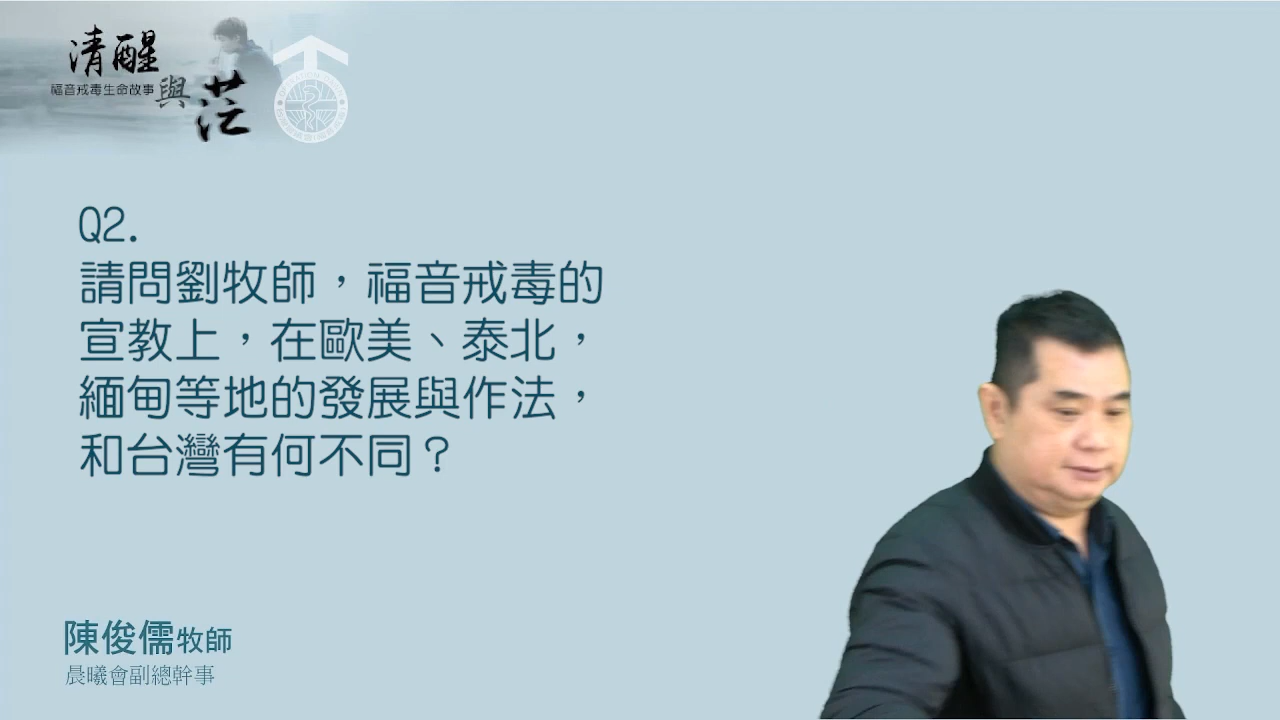 清醒
與
茫
福音戒毒生命故事
Q2.
請問劉牧師，福音戒毒的
宣教上，在歐美、泰北，
緬甸等地的發展與作法，
和台灣有何不同？
陳俊儒牧師
晨曦會副總幹事